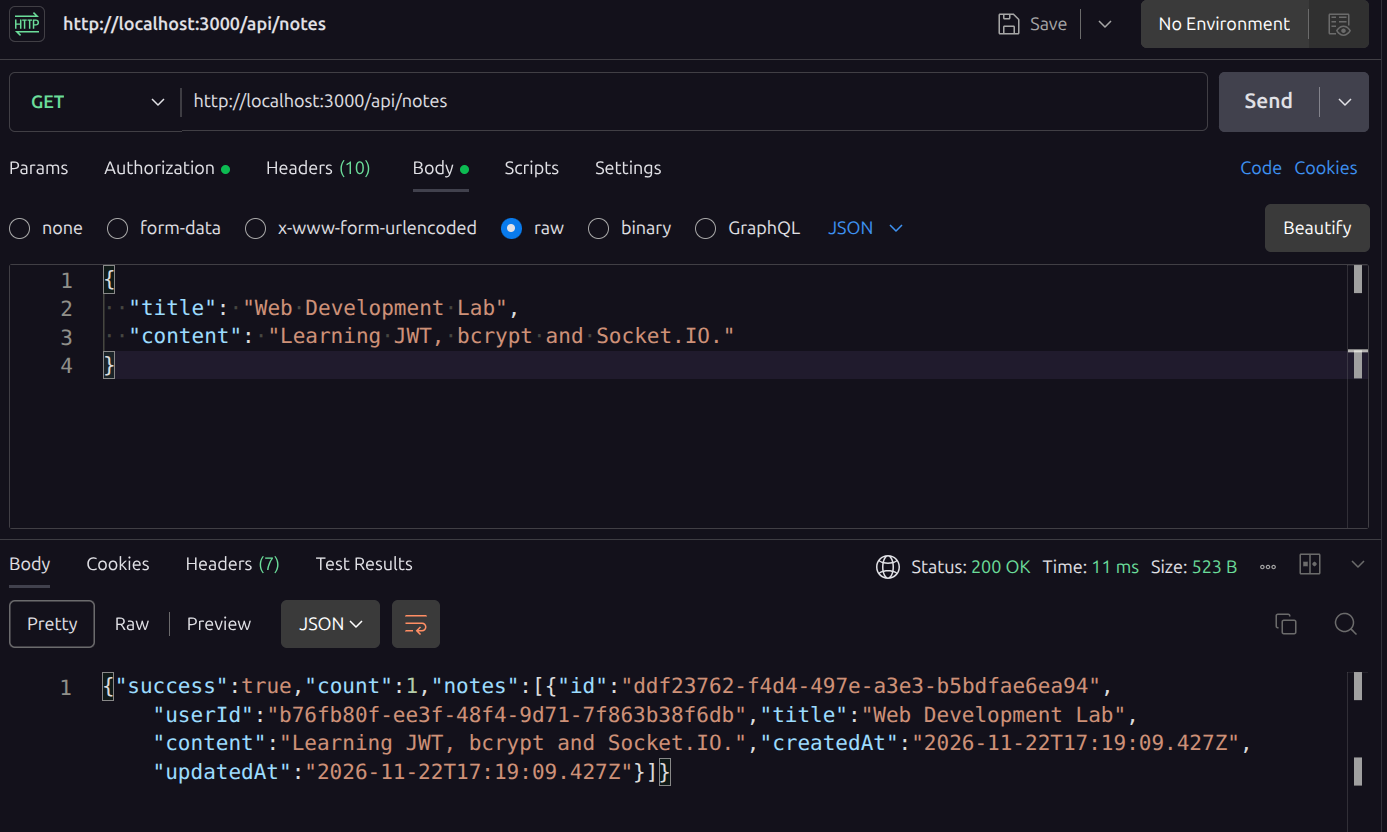 HTTP http://localhost:3000/api/notes Save No Environment
GET http://localhost:3000/api/notes Send
Params Authorization Headers (10) Body Scripts Settings Code Cookies
none form-data x-www-form-urlencoded raw binary GraphQL JSON Beautify
1 {
2 "title": "Web Development Lab",
3 "content": "Learning JWT, bcrypt and Socket.IO."
4 }
Body Cookies Headers (7) Test Results Status: 200 OK Time: 11 ms Size: 523 B
Pretty Raw Preview JSON
1 {"success":true,"count":1,"notes":[{"id":"ddf23762-f4d4-497e-a3e3-b5bdfae6ea94",
"userId":"b76fb80f-ee3f-48f4-9d71-7f863b38f6db","title":"Web Development Lab",
"content":"Learning JWT, bcrypt and Socket.IO.","createdAt":"2026-11-22T17:19:09.427Z",
"updatedAt":"2026-11-22T17:19:09.427Z"}]}